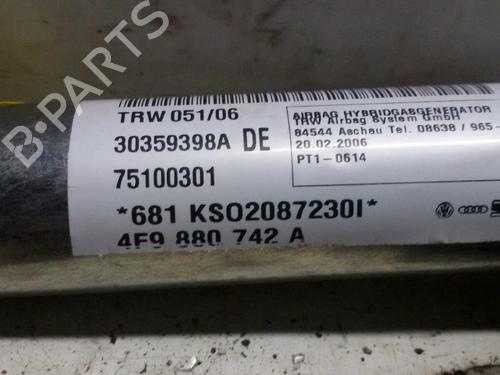 B-PARTS
TRW 051/06
30359398A DE
75100301
*681 KSO2087230I*
4F9 880 742 A
AIRBAG HYBRIDGASGENERATOR
TRW Airbag System GmbH
84544 Aschau Tel. 08638 / 965-
20.02.2006
PT1-0614